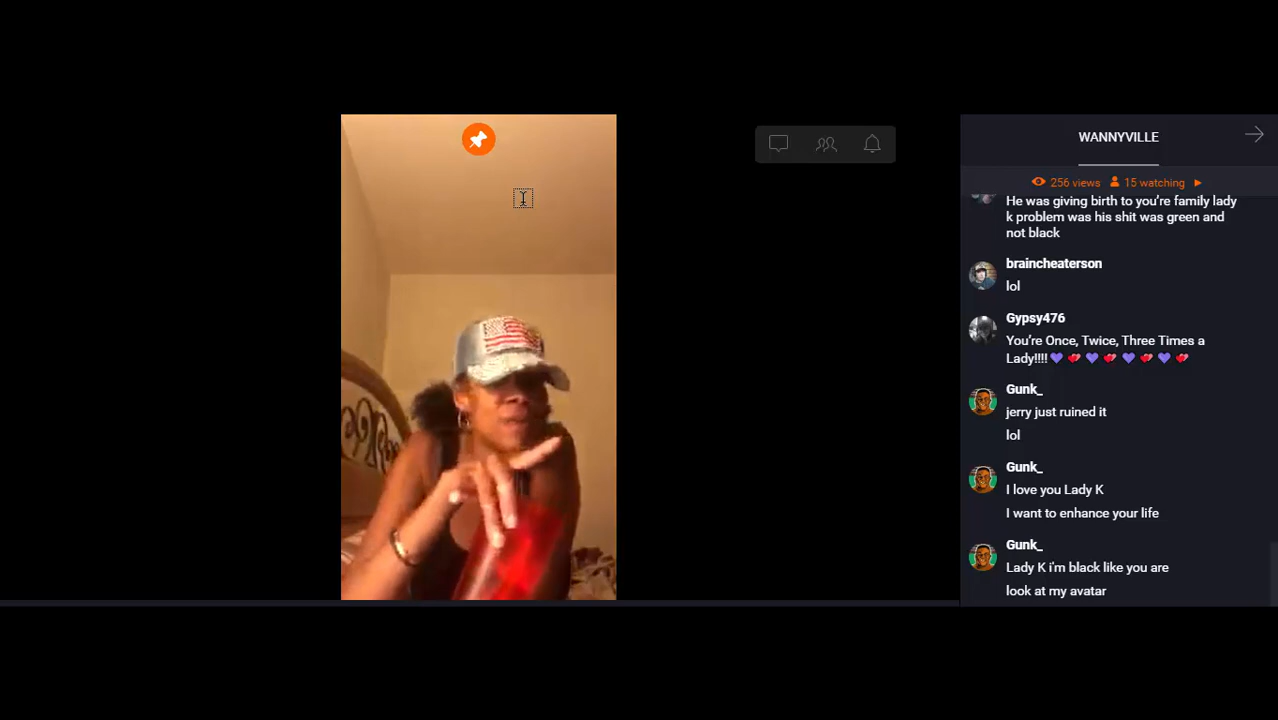 WANNYVILLE
256 views 15 watching
He was giving birth to you're family lady
k problem was his shit was green and
not black
braincheaterson
lol
Gypsy476
You're Once, Twice, Three Times a
Lady!!!!💜💕💜💕💜💕💜💕
Gunk_
jerry just ruined it
lol
Gunk_
I love you Lady K
I want to enhance your life
Gunk_
Lady K i'm black like you are
look at my avatar